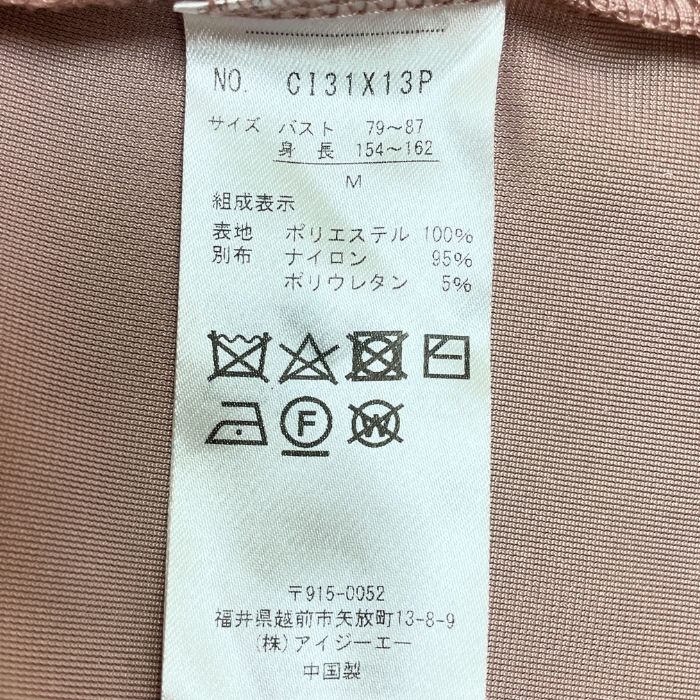 NO. CI31X13P
サイズ バスト 79〜87
身長 154〜162
M
組成表示
表地 ポリエステル 100%
別布 ナイロン 95%
ポリウレタン 5%
F
W
〒915-0052
福井県越前市矢放町13-8-9
(株)アイジーエー
中国製